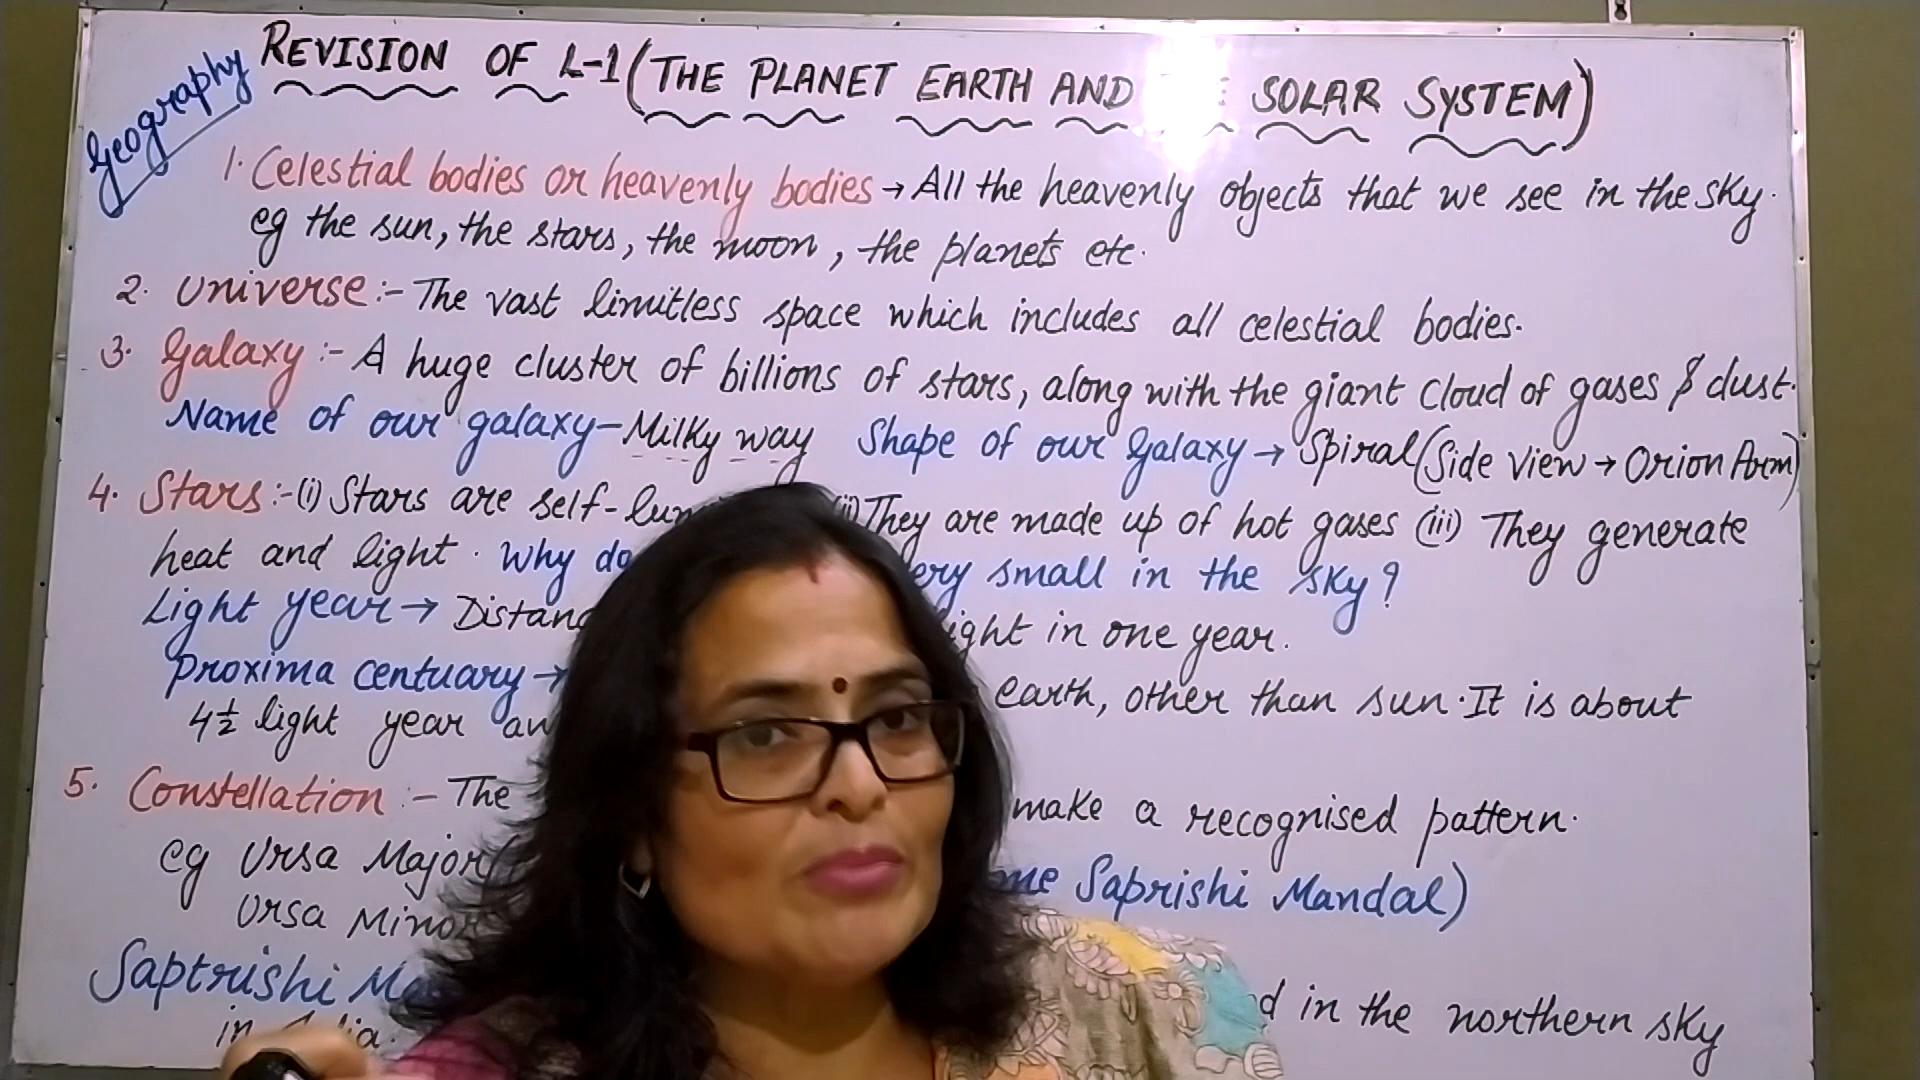 Geography
REVISION OF L-1 (THE PLANET EARTH AND SOLAR SYSTEM)
1. Celestial bodies or heavenly bodies → All the heavenly objects that we see in the sky.
eg the sun, the stars, the moon, the planets etc.
2. Universe :- The vast limitless space which includes all celestial bodies.
3. Galaxy :- A huge cluster of billions of stars, along with the giant cloud of gases & dust.
Name of our galaxy - Milky way Shape of our Galaxy → Spiral (Side view → Orion Arm)
4. Stars :- (i) Stars are self- (ii) They are made up of hot gases (iii) They generate
heat and light. Why do small in the sky?
Light year → in one year.
Proxima centuary → earth, other than sun. It is about
4½ light year
5. Constellation :- The make a recognised pattern.
eg Ursa Major ( Saprishi Mandal)
Ursa Minor
Saptrishi in the northern sky
in